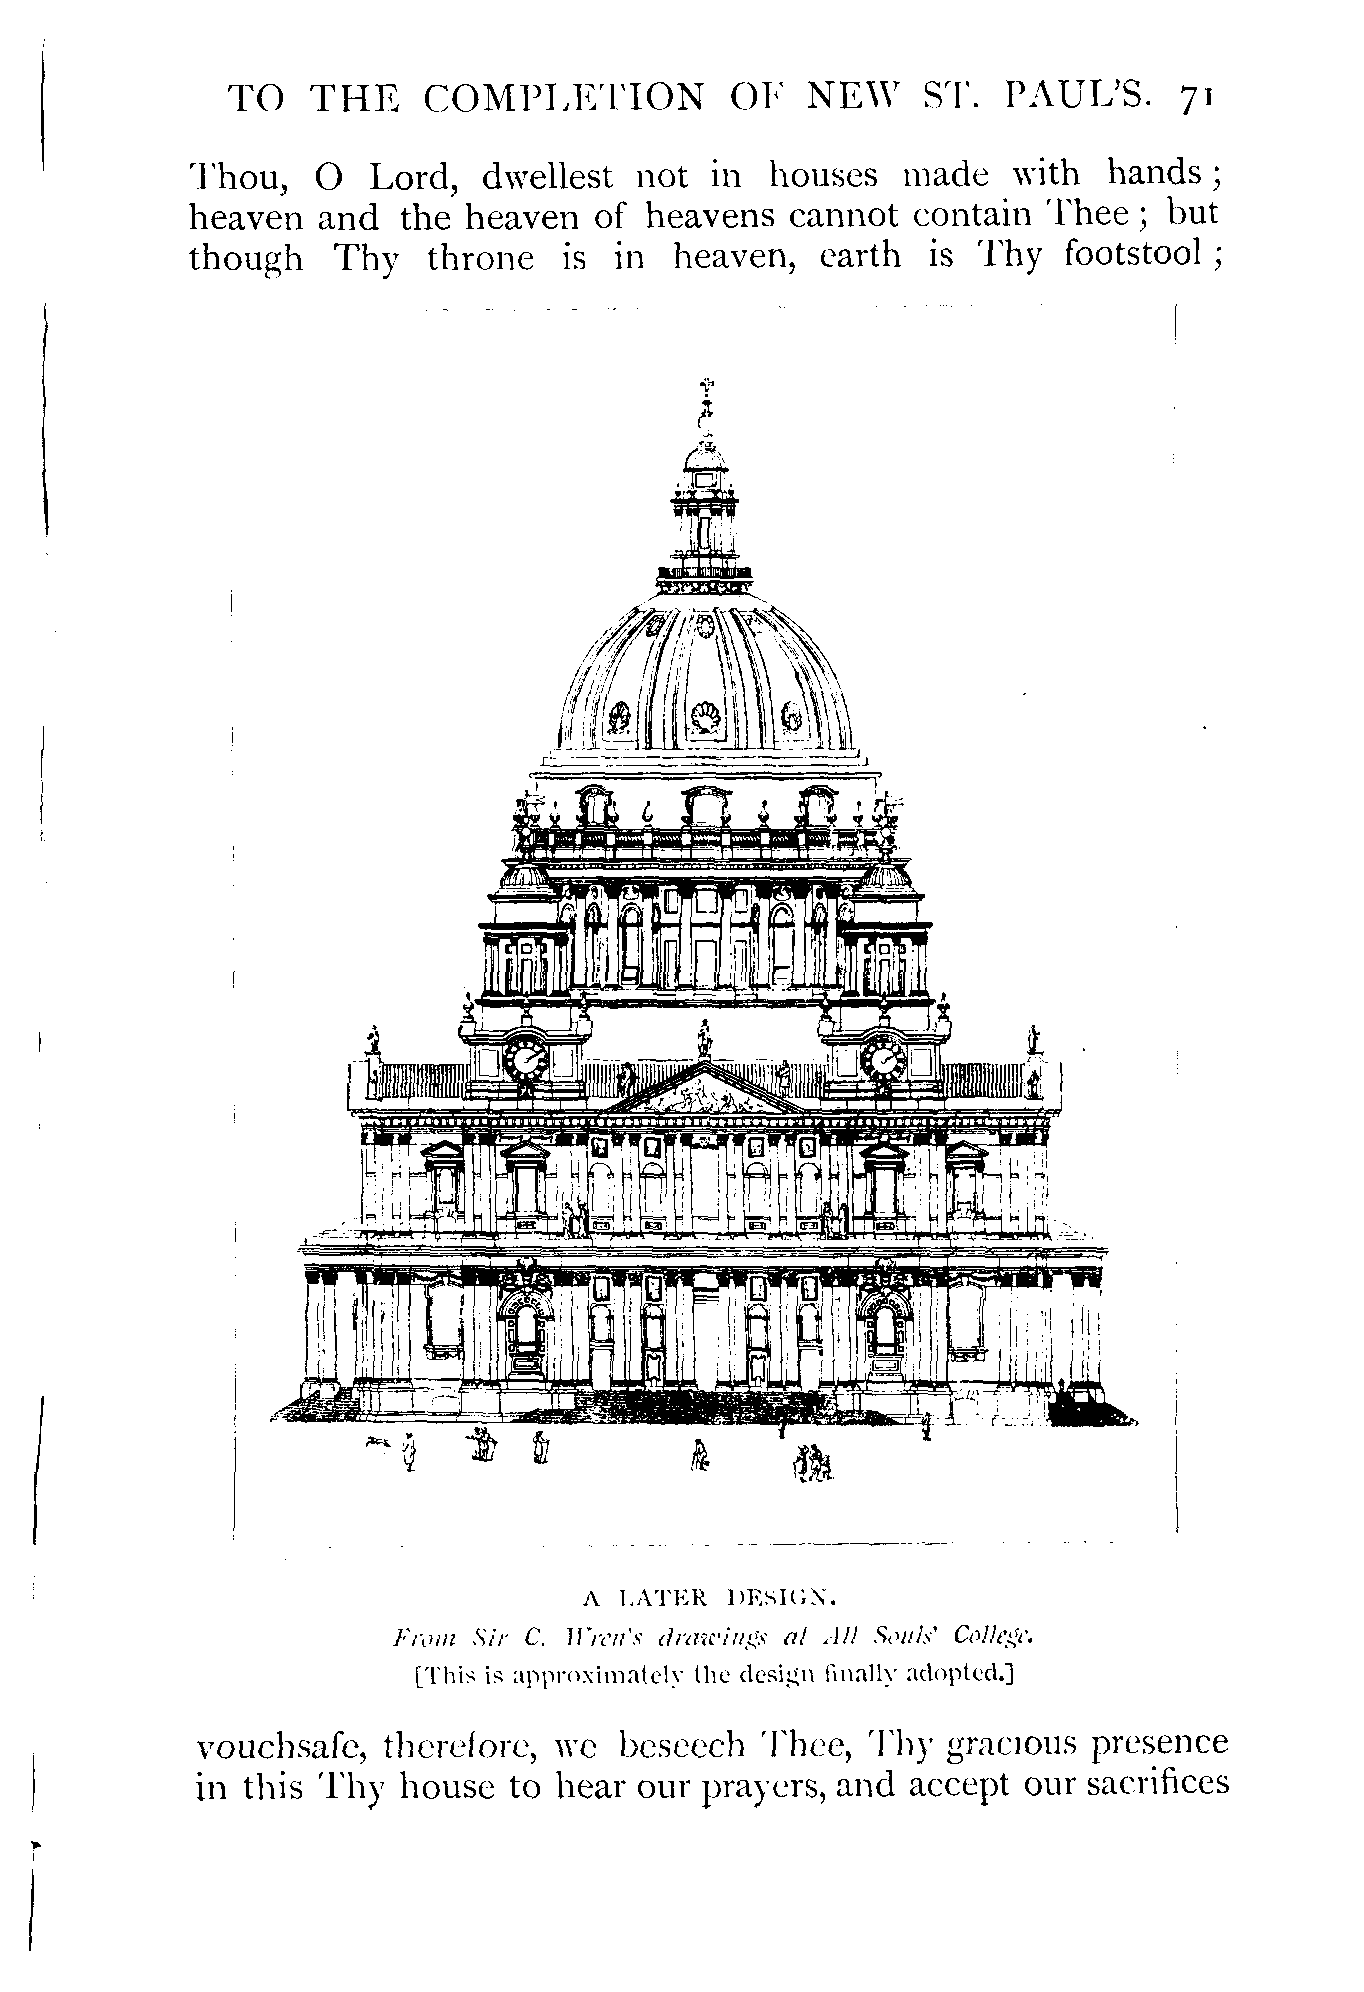 TO THE COMPLETION OF NEW ST. PAUL'S. 71
Thou, O Lord, dwellest not in houses made with hands;
heaven and the heaven of heavens cannot contain Thee; but
though Thy throne is in heaven, earth is Thy footstool;
A LATER DESIGN.
From Sir C. Wren's drawings at All Souls' College.
[This is approximately the design finally adopted.]
vouchsafe, therefore, we beseech Thee, Thy gracious presence
in this Thy house to hear our prayers, and accept our sacrifices